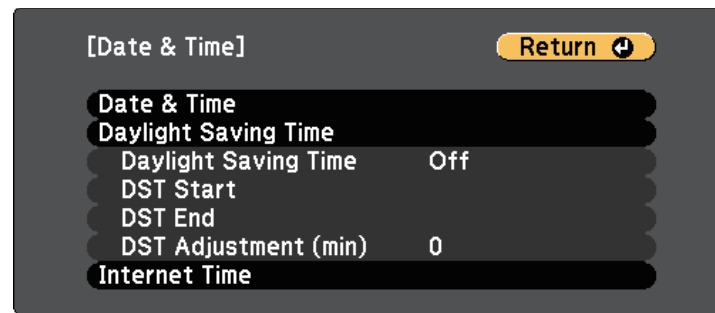 [Date & Time] Return
Date & Time
Daylight Saving Time
Daylight Saving Time Off
DST Start
DST End
DST Adjustment (min) 0
Internet Time